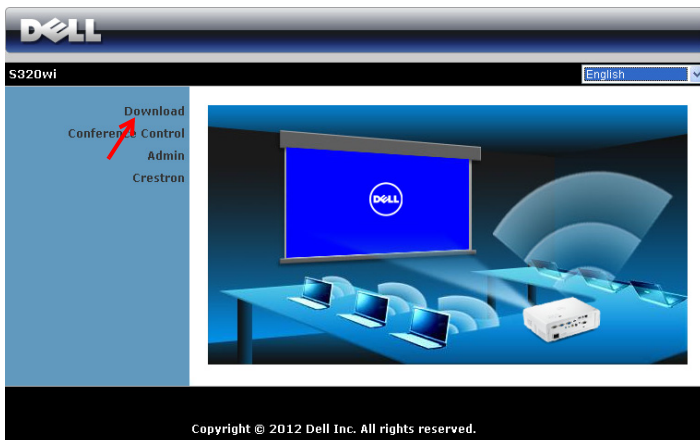 DELL
S320wi
English
Download
Conference Control
Admin
Crestron
DELL
Copyright © 2012 Dell Inc. All rights reserved.